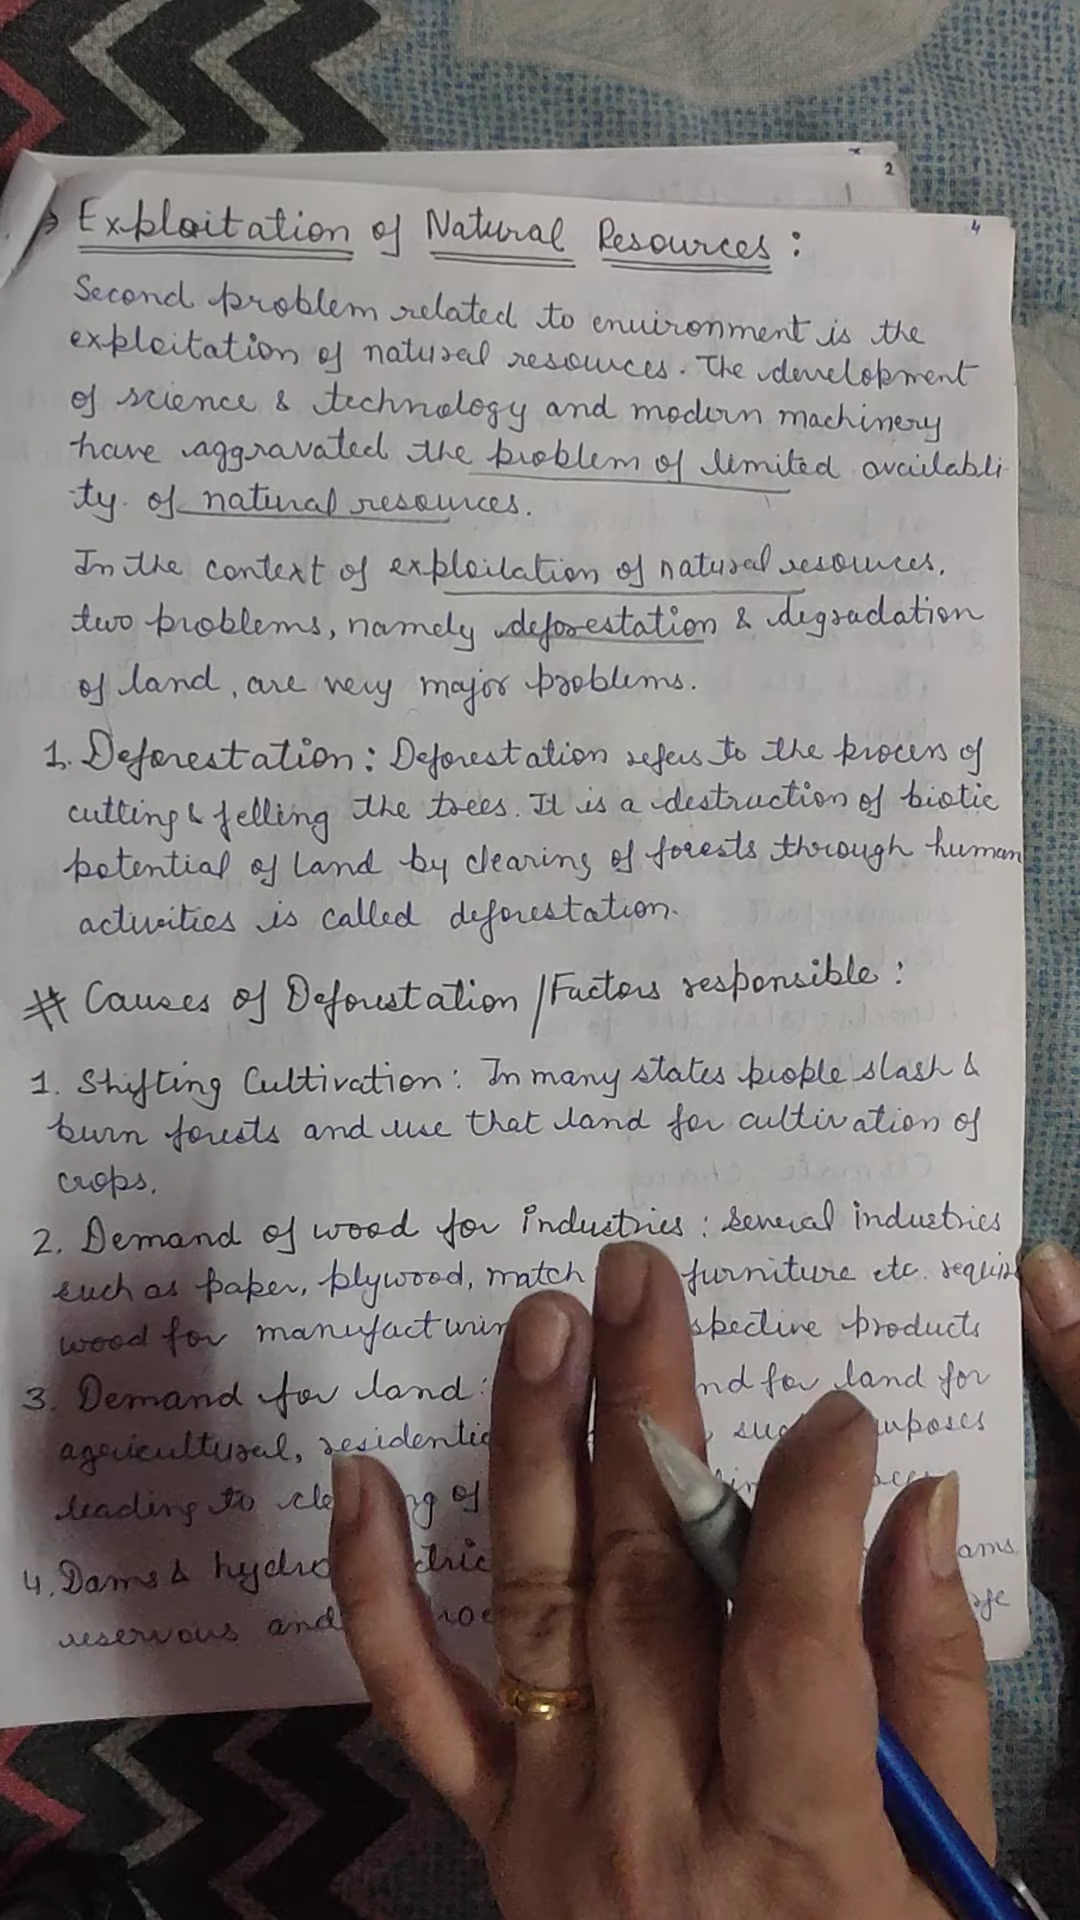 2
4
→ Exploitation of Natural Resources :
Second problem related to environment is the
exploitation of natural resources. The development
of science & technology and modern machinery
have aggravated the problem of limited availabli-
ty of natural resources.
In the context of exploitation of natural resources,
two problems, namely deforestation & degradation
of land, are very major problems.
1. Deforestation : Deforestation refers to the process of
cutting & felling the trees. It is a destruction of biotic
potential of land by clearing of forests through human
activities is called deforestation.
# Causes of Deforestation / Factors responsible :
1. Shifting Cultivation : In many states people slash &
burn forests and use that land for cultivation of
crops.
2. Demand of wood for industries : Several industries
such as paper, plywood, match furniture etc. require
wood for products
3. Demand for land : for land for
agricultural,
leading to of
4. Dams &
reservous and